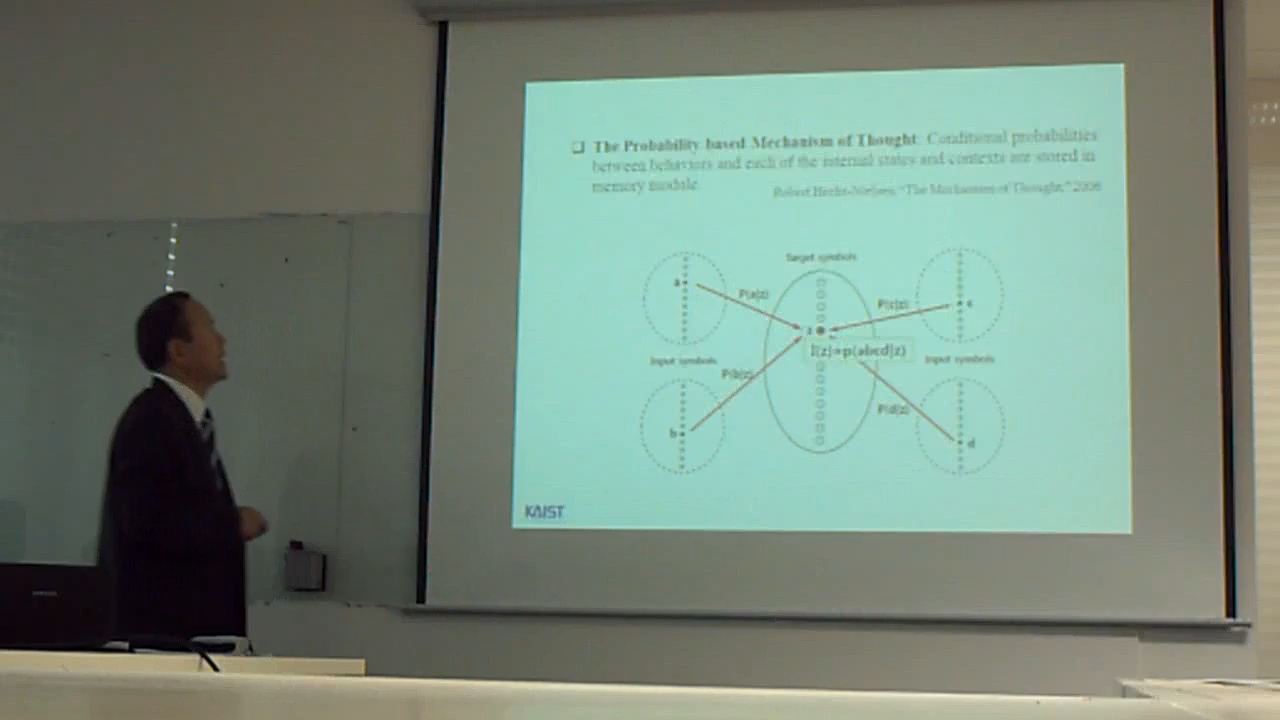 ❑ The Probability based Mechanism of Thought: Conditional probabilities
between behaviors and each of the internal states and contexts are stored in
memory module.
Robert Hecht-Nielsen, "The Mechanism of Thought," 2006
Target symbols
a
P(a|z)
P(c|z)
c
z
Input symbols
l(z)=p(abcd|z)
Input symbols
P(b|z)
b
P(d|z)
d
KAIST